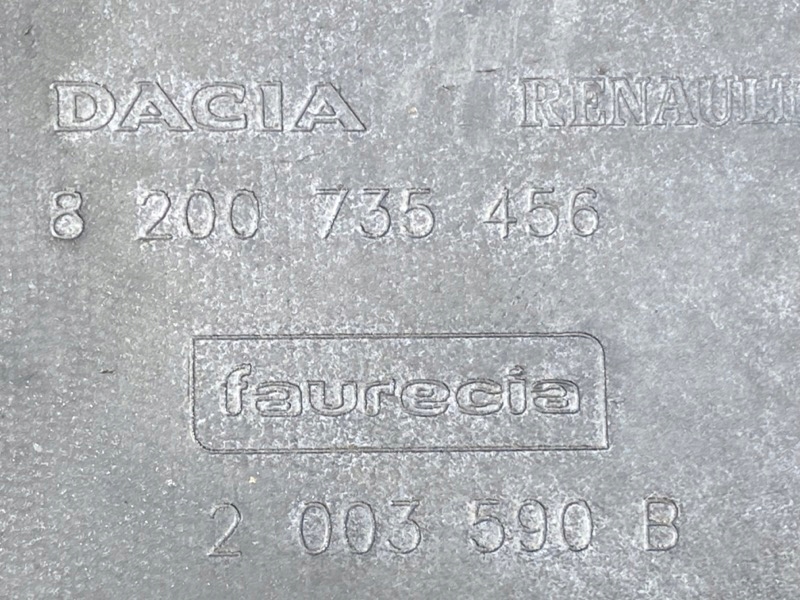 DACIA RENAULT
8 200 735 456
faurecia
2 003 590 B